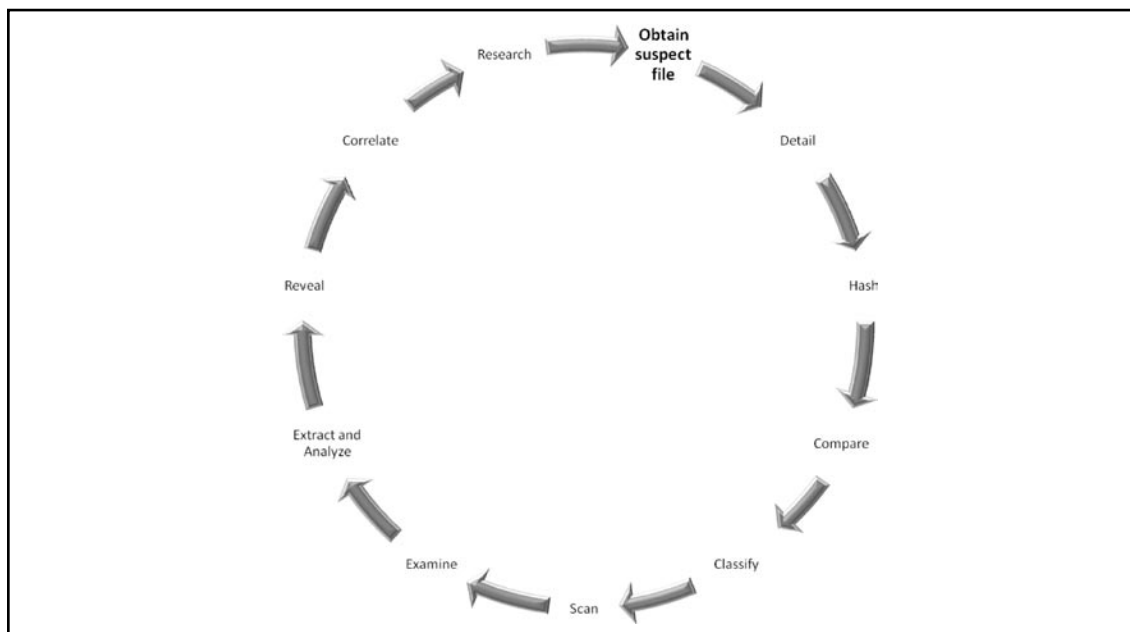 Obtain
suspect
file
Detail
Hash
Compare
Classify
Scan
Examine
Extract and
Analyze
Reveal
Correlate
Research